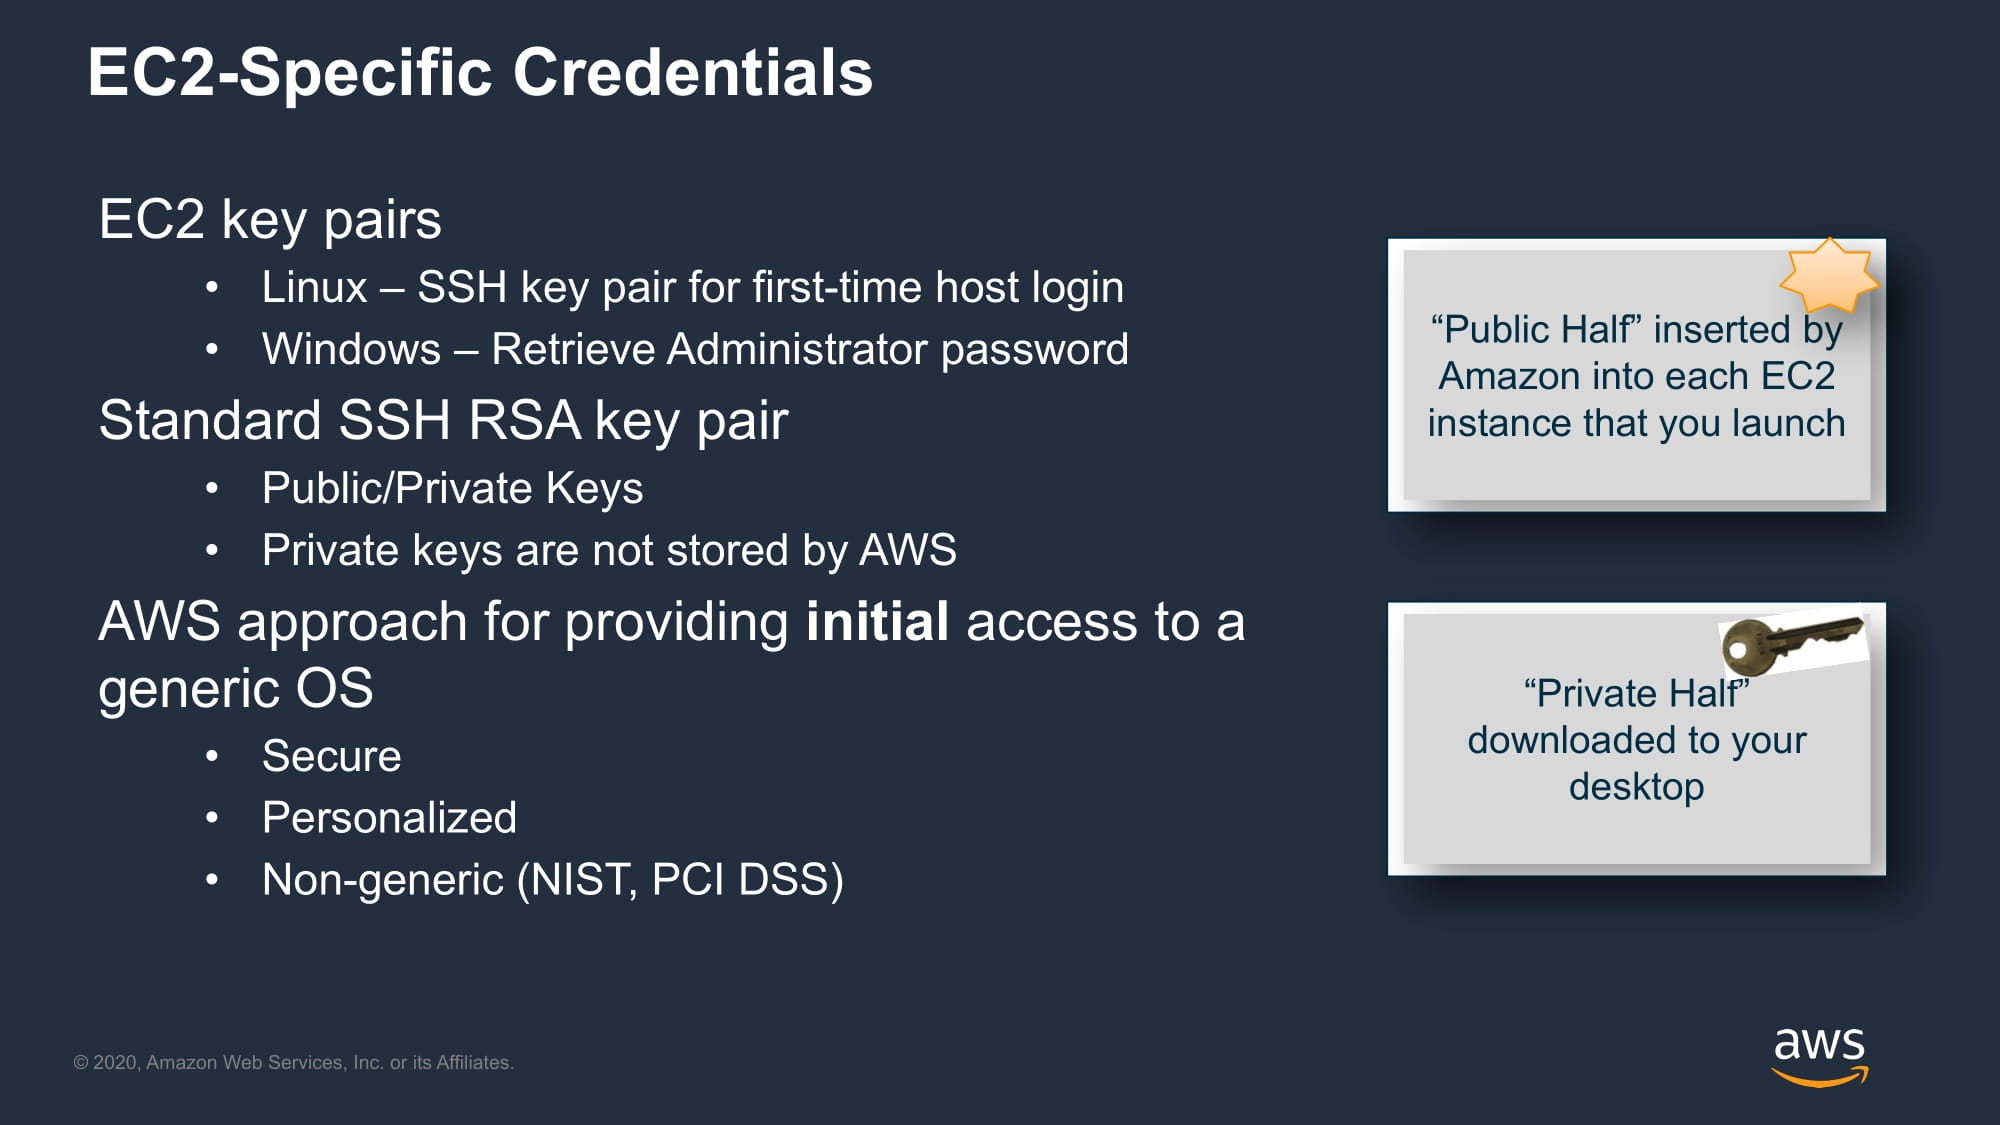 EC2-Specific Credentials
EC2 key pairs
• Linux – SSH key pair for first-time host login
• Windows – Retrieve Administrator password
Standard SSH RSA key pair
• Public/Private Keys
• Private keys are not stored by AWS
AWS approach for providing initial access to a
generic OS
• Secure
• Personalized
• Non-generic (NIST, PCI DSS)
“Public Half” inserted by
Amazon into each EC2
instance that you launch
“Private Half”
downloaded to your
desktop
© 2020, Amazon Web Services, Inc. or its Affiliates.
aws